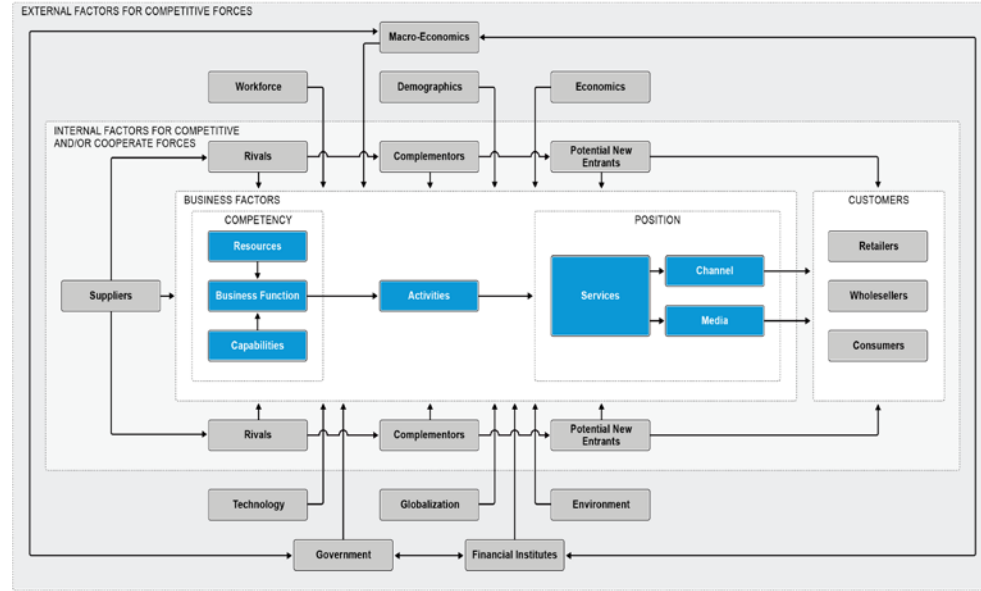 EXTERNAL FACTORS FOR COMPETITIVE FORCES
Macro-Economics
Workforce
Demographics
Economics
INTERNAL FACTORS FOR COMPETITIVE
AND/OR COOPERATE FORCES
Rivals
Complementors
Potential New
Entrants
BUSINESS FACTORS
CUSTOMERS
COMPETENCY
POSITION
Resources
Retailers
Channel
Suppliers
Business Function
Activities
Services
Wholesellers
Media
Capabilities
Consumers
Rivals
Complementors
Potential New
Entrants
Technology
Globalization
Environment
Government
Financial Institutes